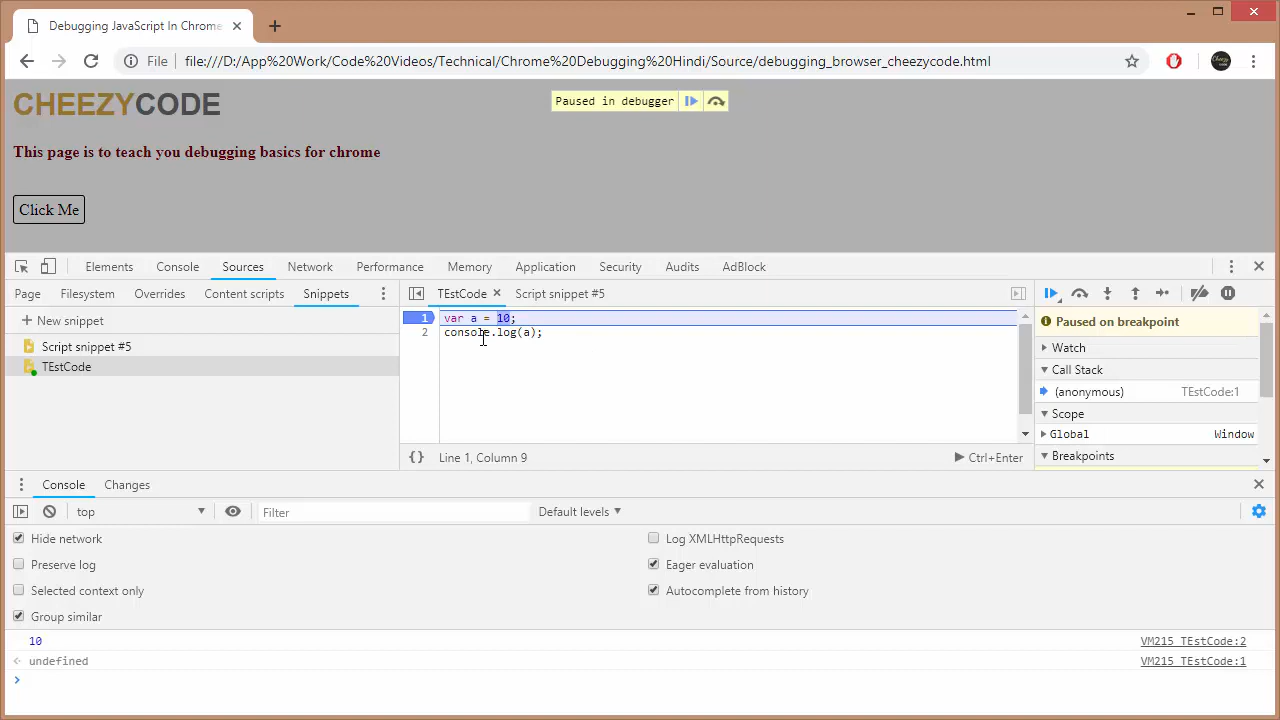 Debugging JavaScript In Chrome
File file:///D:/App%20Work/Code%20Videos/Technical/Chrome%20Debugging%20Hindi/Source/debugging_browser_cheezycode.html
CHEEZYCODE
Paused in debugger
This page is to teach you debugging basics for chrome
Click Me
Elements Console Sources Network Performance Memory Application Security Audits AdBlock
Page Filesystem Overrides Content scripts Snippets TEstCode Script snippet #5
New snippet
Script snippet #5
TEstCode
1 var a = 10;
2 console.log(a);
{} Line 1, Column 9 Ctrl+Enter
Paused on breakpoint
Watch
Call Stack
(anonymous) TEstCode:1
Scope
Global Window
Breakpoints
Console Changes
top Filter Default levels
Hide network Log XMLHttpRequests
Preserve log Eager evaluation
Selected context only Autocomplete from history
Group similar
10 VM215 TEstCode:2
undefined VM215 TEstCode:1